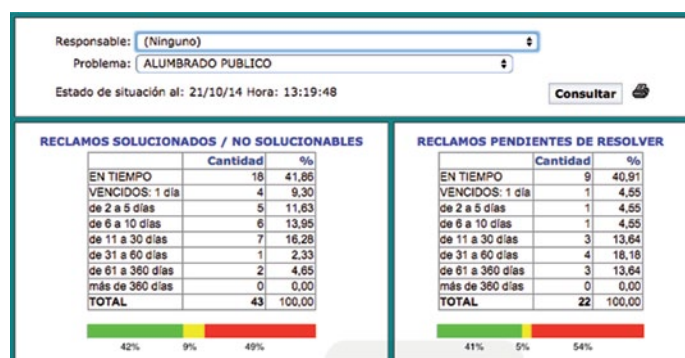 Responsable: (Ninguno)
Problema: ALUMBRADO PUBLICO
Estado de situación al: 21/10/14 Hora: 13:19:48 Consultar
RECLAMOS SOLUCIONADOS / NO SOLUCIONABLES
Cantidad %
EN TIEMPO 18 41,86
VENCIDOS: 1 día 4 9,30
de 2 a 5 días 5 11,63
de 6 a 10 días 6 13,95
de 11 a 30 días 7 16,28
de 31 a 60 días 1 2,33
de 61 a 360 días 2 4,65
más de 360 días 0 0,00
TOTAL 43 100,00
42% 9% 49%
RECLAMOS PENDIENTES DE RESOLVER
Cantidad %
EN TIEMPO 9 40,91
VENCIDOS: 1 día 1 4,55
de 2 a 5 días 1 4,55
de 6 a 10 días 1 4,55
de 11 a 30 días 3 13,64
de 31 a 60 días 4 18,18
de 61 a 360 días 3 13,64
más de 360 días 0 0,00
TOTAL 22 100,00
41% 5% 54%